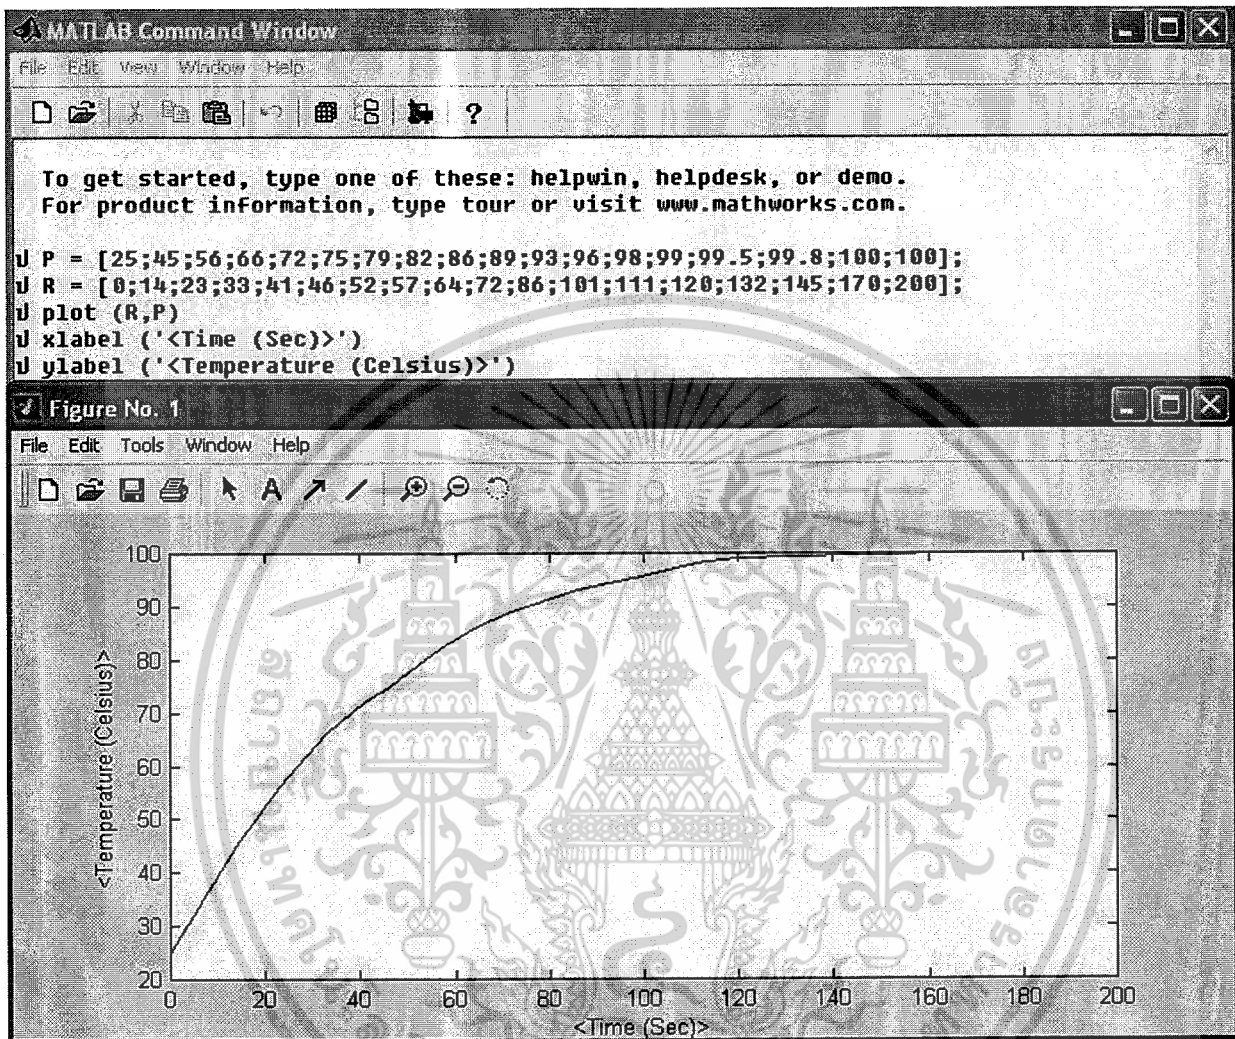 MATLAB Command Window
File Edit View Window Help
?
To get started, type one of these: helpwin, helpdesk, or demo.
For product information, type tour or visit www.mathworks.com.
ป P = [25;45;56;66;72;75;79;82;86;89;93;96;98;99;99.5;99.8;100;100];
ป R = [0;14;23;33;41;46;52;57;64;72;86;101;111;120;132;145;170;200];
ป plot (R,P)
ป xlabel ('<Time (Sec)>')
ป ylabel ('<Temperature (Celsius)>')
Figure No. 1
File Edit Tools Window Help
A
<Temperature (Celsius)>
100
90
80
70
60
50
40
30
20
0 20 40 60 80 100 120 140 160 180 200
<Time (Sec)>